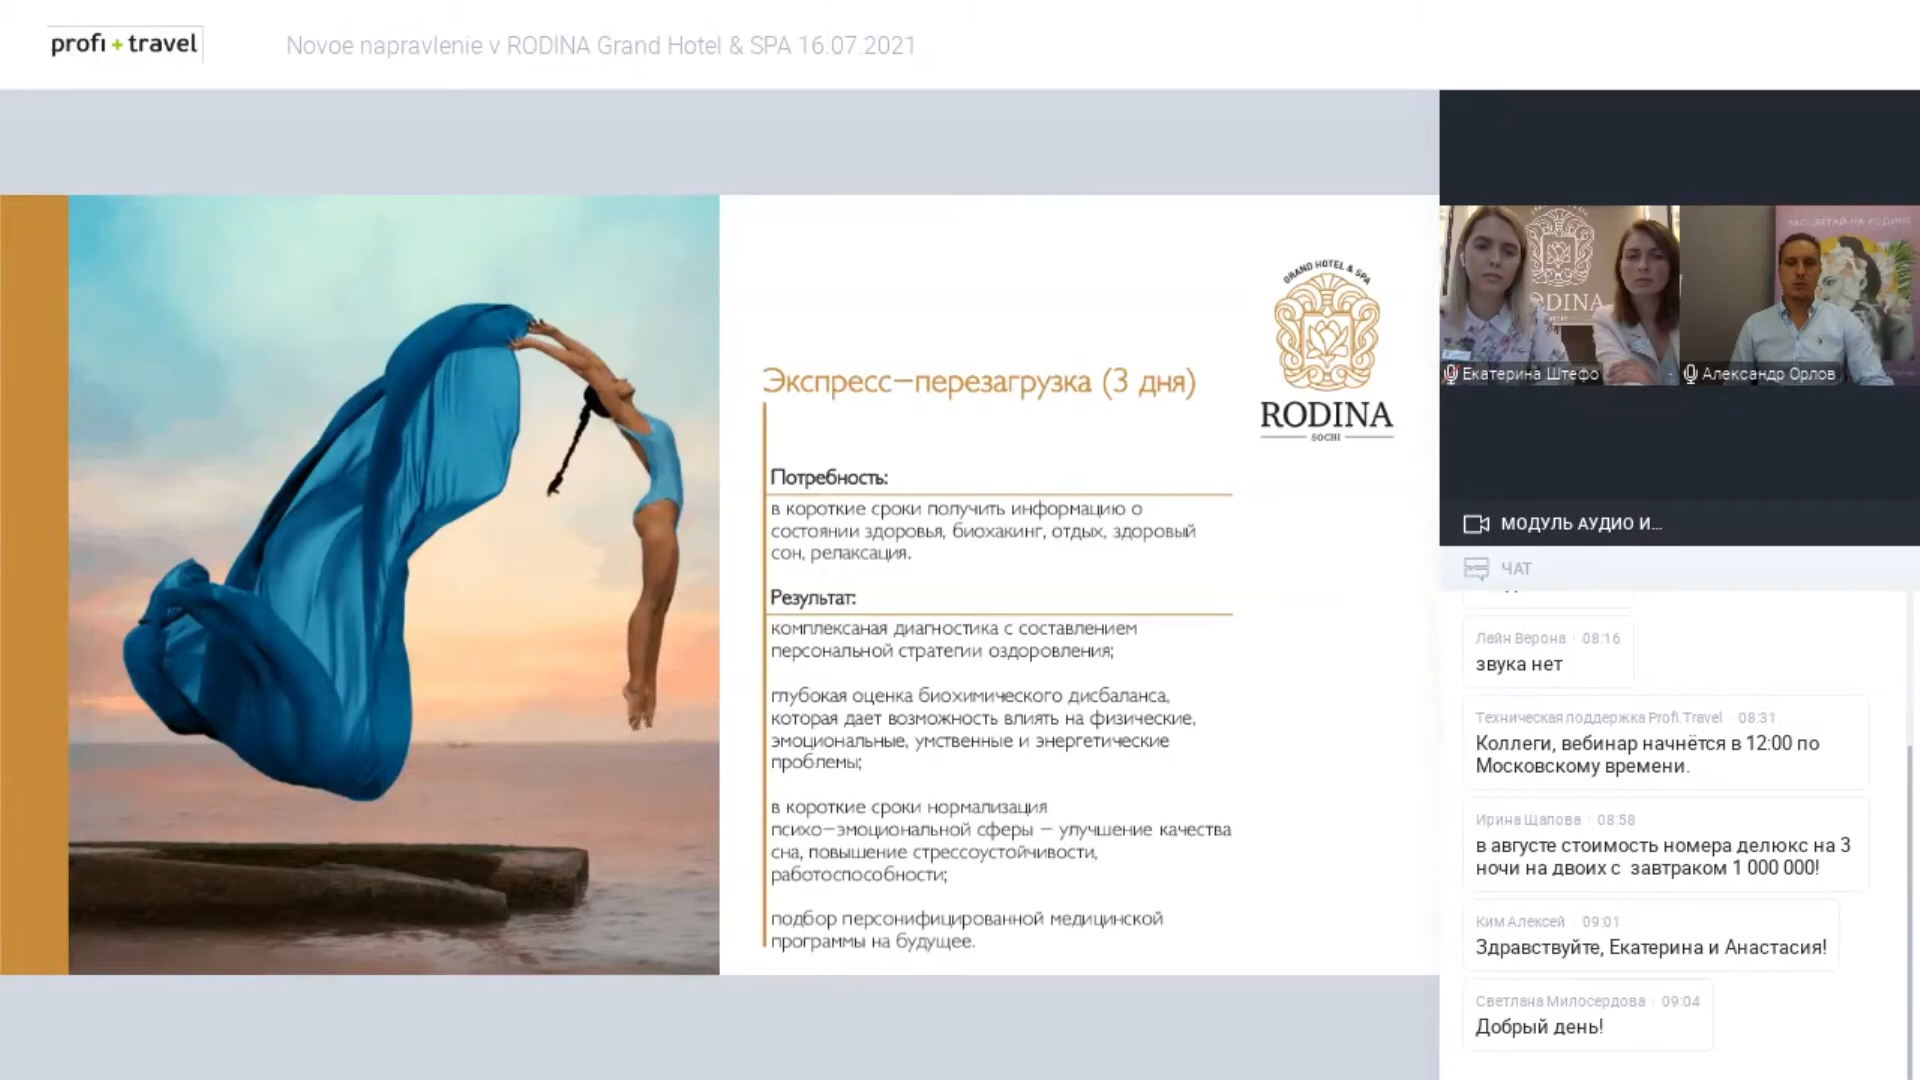 profi + travel
Novoe napravlenie v RODINA Grand Hotel & SPA 16.07.2021
GRAND HOTEL & SPA
RODINA
SOCHI
Экспресс–перезагрузка (3 дня)
Потребность:
в короткие сроки получить информацию о
состоянии здоровья, биохакинг, отдых, здоровый
сон, релаксация.
Результат:
комплексаная диагностика с составлением
персональной стратегии оздоровления;
глубокая оценка биохимического дисбаланса,
которая дает возможность влиять на физические,
эмоциональные, умственные и энергетические
проблемы;
в короткие сроки нормализация
психо–эмоциональной сферы – улучшение качества
сна, повышение стрессоустойчивости,
работоспособности;
подбор персонифицированной медицинской
программы на будущее.
ODINA
Екатерина Штефо
РАСЦВЕТАЙ НА РОДИНЕ
Александр Орлов
МОДУЛЬ АУДИО И...
ЧАТ
Лайн Верона 08:16
звука нет
Техническая поддержка Profi.Travel 08:31
Коллеги, вебинар начнётся в 12:00 по
Московскому времени.
Ирина Шапова 08:58
в августе стоимость номера делюкс на 3
ночи на двоих с завтраком 1 000 000!
Ким Алексей 09:01
Здравствуйте, Екатерина и Анастасия!
Светлана Милосердова 09:04
Добрый день!